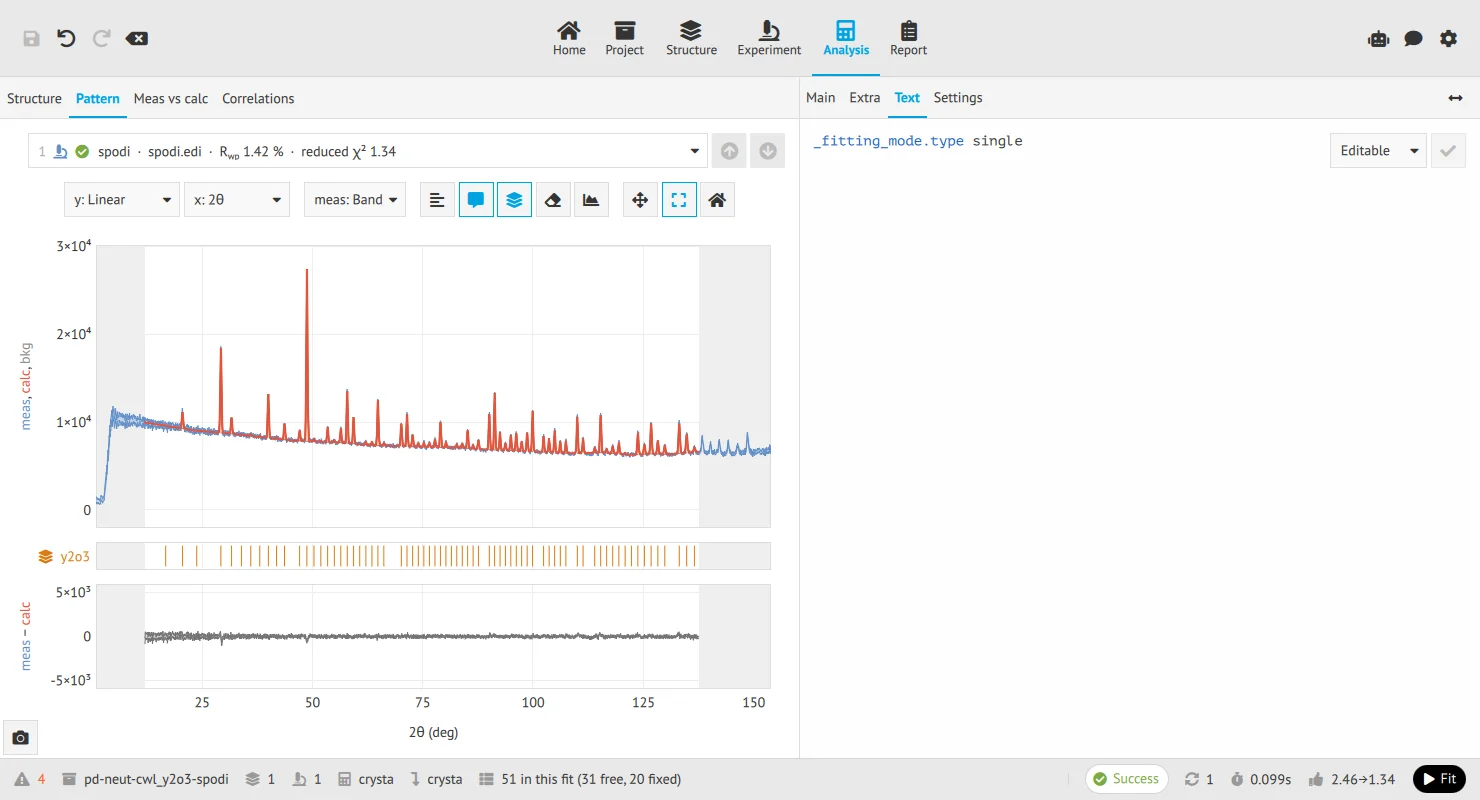 Home Project Structure Experiment Analysis Report
Structure Pattern Meas vs calc Correlations
Main Extra Text Settings
1 spodi · spodi.edi · Rwp 1.42 % · reduced χ² 1.34
_fitting_mode.type single
Editable
y: Linear x: 2θ meas: Band
3×10⁴
2×10⁴
1×10⁴
0
meas, calc, bkg
y2o3
5×10³
0
-5×10³
meas − calc
25 50 75 100 125 150
2θ (deg)
4 pd-neut-cwl_y2o3-spodi 1 1 crysta crysta 51 in this fit (31 free, 20 fixed) Success 1 0.099s 2.46→1.34 Fit